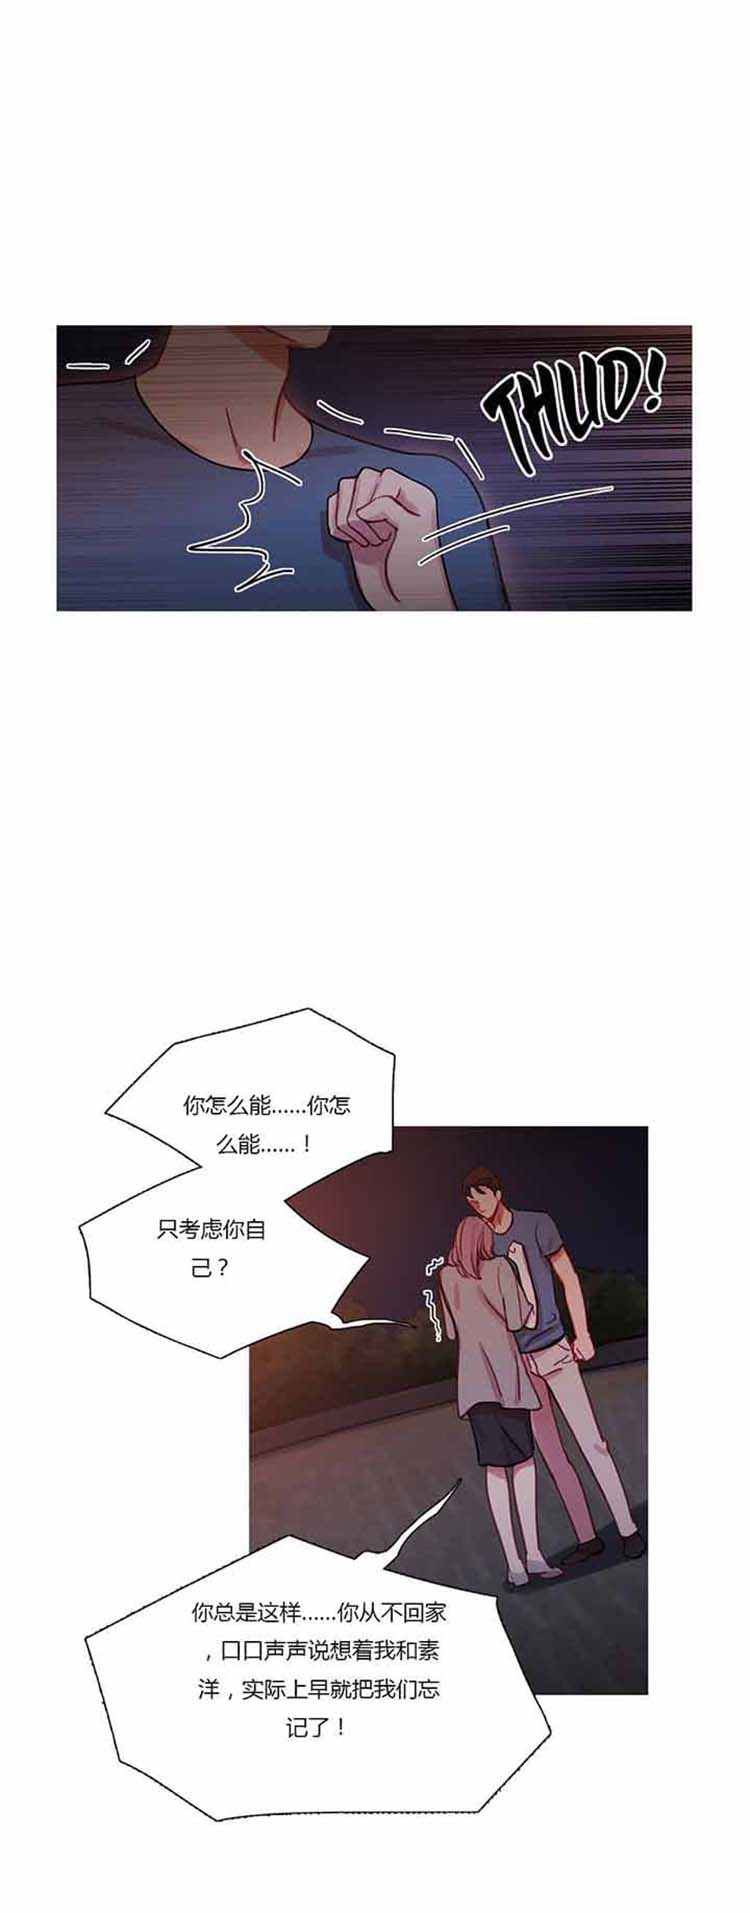 THUD!
你怎么能……你怎
么能……！
只考虑你自
己？
你总是这样……你从不回家
，口口声声说想着我和素
洋，实际上早就把我们忘
记了！